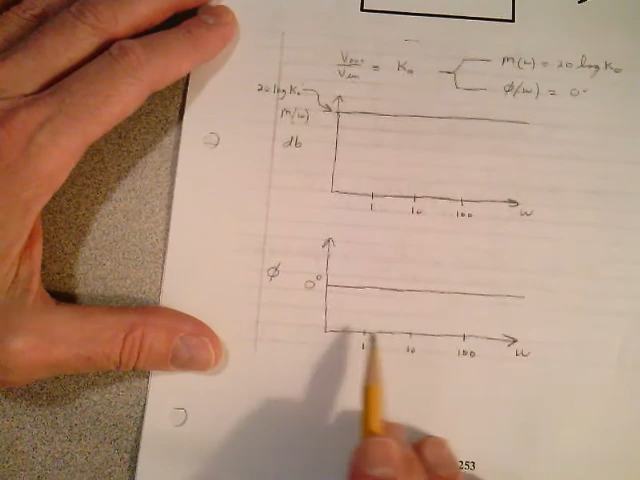 Vout/Vin = K₀
M(ω) = 20 log K₀
φ(ω) = 0°
20 log K₀
M(ω)
db
1 10 100 ω
φ 0°
1 10 100 ω
253